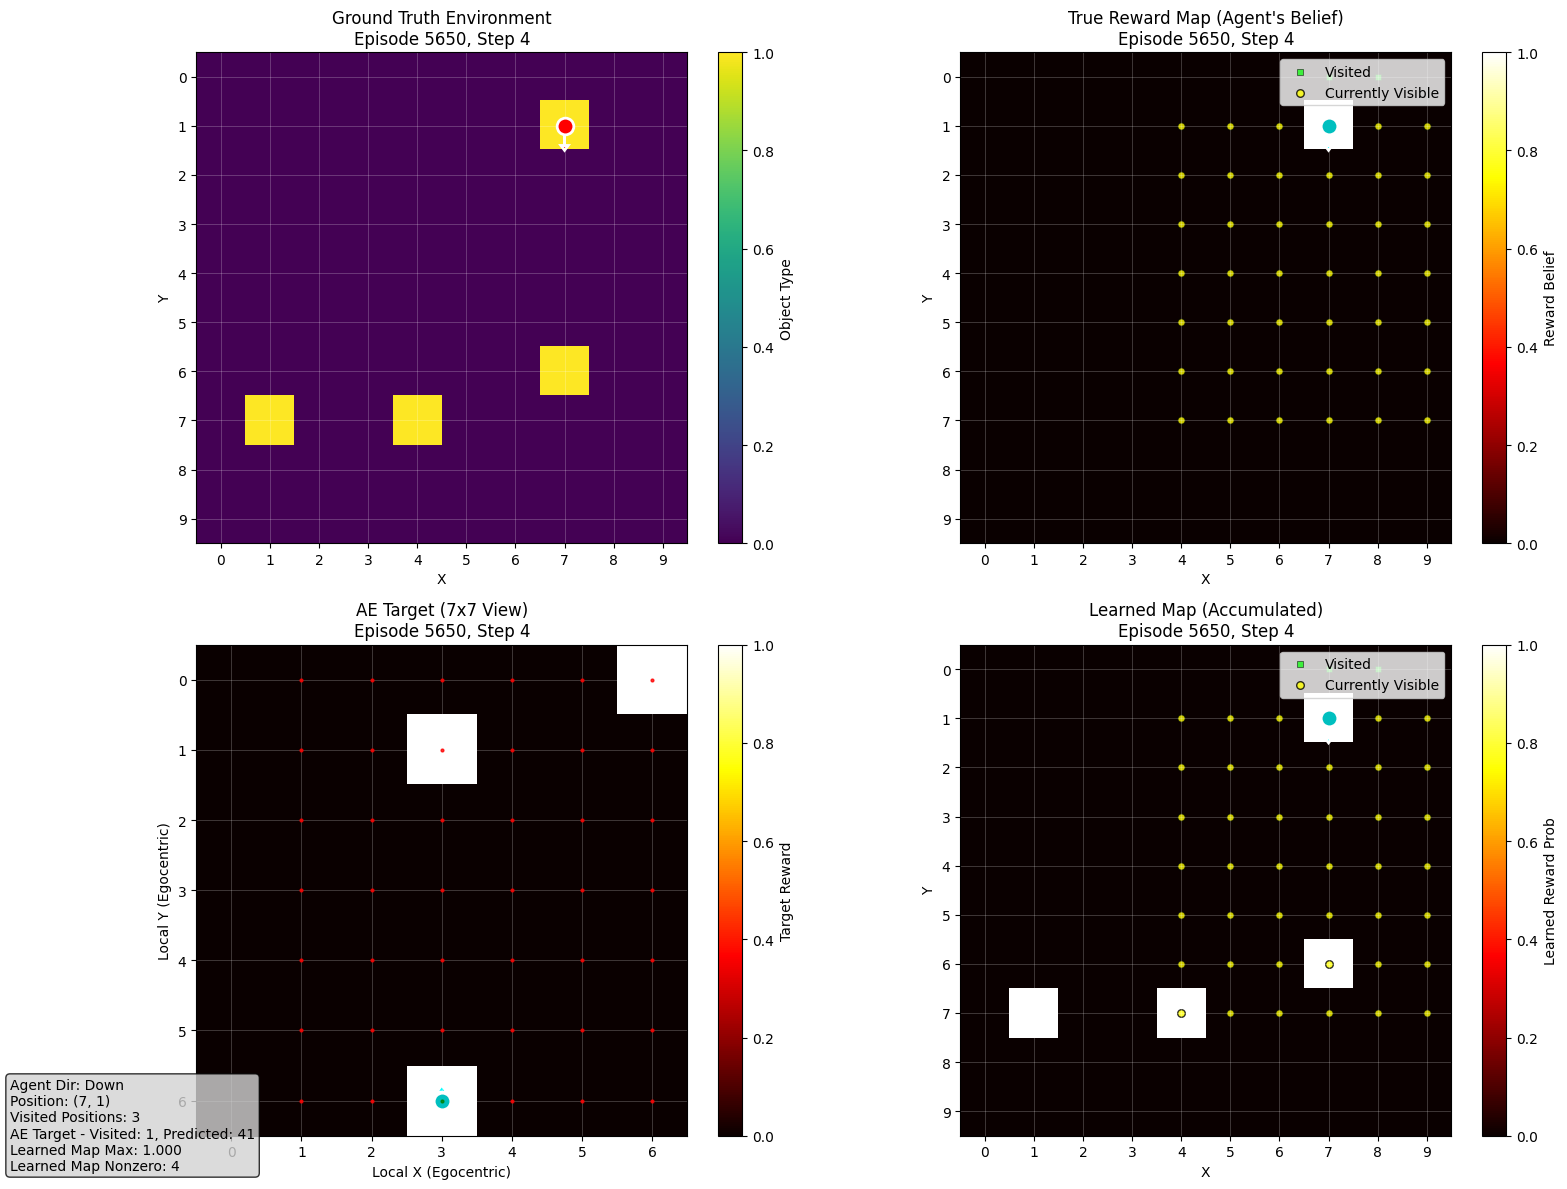 Ground Truth Environment
Episode 5650, Step 4
0
1
2
3
4
5
6
7
8
9
Y
0 1 2 3 4 5 6 7 8 9
X
1.0
0.8
0.6
0.4
0.2
0.0
Object Type
True Reward Map (Agent's Belief)
Episode 5650, Step 4
Visited
Currently Visible
0
1
2
3
4
5
6
7
8
9
Y
0 1 2 3 4 5 6 7 8 9
X
1.0
0.8
0.6
0.4
0.2
0.0
Reward Belief
AE Target (7x7 View)
Episode 5650, Step 4
0
1
2
3
4
5
6
Local Y (Egocentric)
0 1 2 3 4 5 6
Local X (Egocentric)
1.0
0.8
0.6
0.4
0.2
0.0
Target Reward
Agent Dir: Down
Position: (7, 1)
Visited Positions: 3
AE Target - Visited: 1, Predicted: 41
Learned Map Max: 1.000
Learned Map Nonzero: 4
Learned Map (Accumulated)
Episode 5650, Step 4
Visited
Currently Visible
0
1
2
3
4
5
6
7
8
9
Y
0 1 2 3 4 5 6 7 8 9
X
1.0
0.8
0.6
0.4
0.2
0.0
Learned Reward Prob